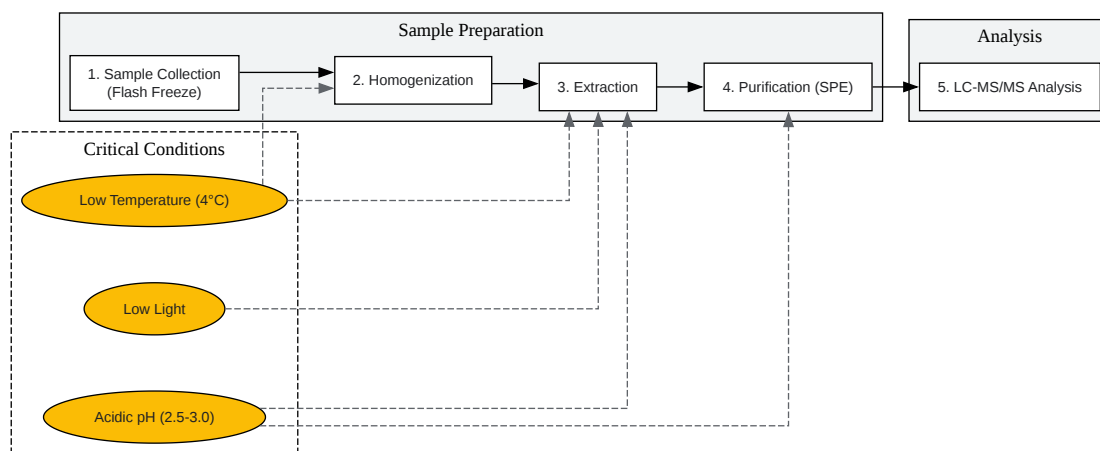 Sample Preparation
Analysis
1. Sample Collection
(Flash Freeze)
2. Homogenization
3. Extraction
4. Purification (SPE)
5. LC-MS/MS Analysis
Critical Conditions
Low Temperature (4°C)
Low Light
Acidic pH (2.5-3.0)